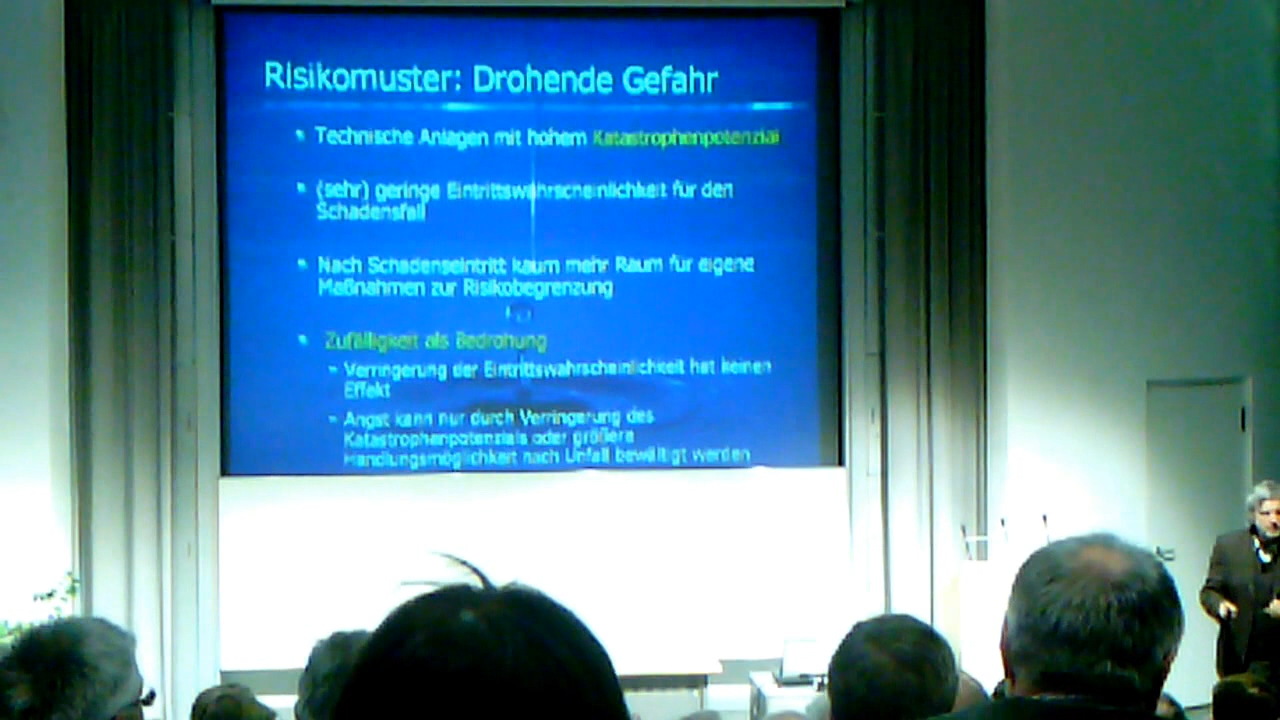 Risikomuster: Drohende Gefahr
Technische Anlagen mit hohem Katastrophenpotenzial
(sehr) geringe Eintrittswahrscheinlichkeit für den
Schadensfall
Nach Schadenseintritt kaum mehr Raum für eigene
Maßnahmen zur Risikobegrenzung
Zufälligkeit als Bedrohung
- Verringerung der Eintrittswahrscheinlichkeit hat keinen
Effekt
- Angst kann nur durch Verringerung des
Katastrophenpotenzials oder größere
Handlungsmöglichkeit nach Unfall bewältigt werden